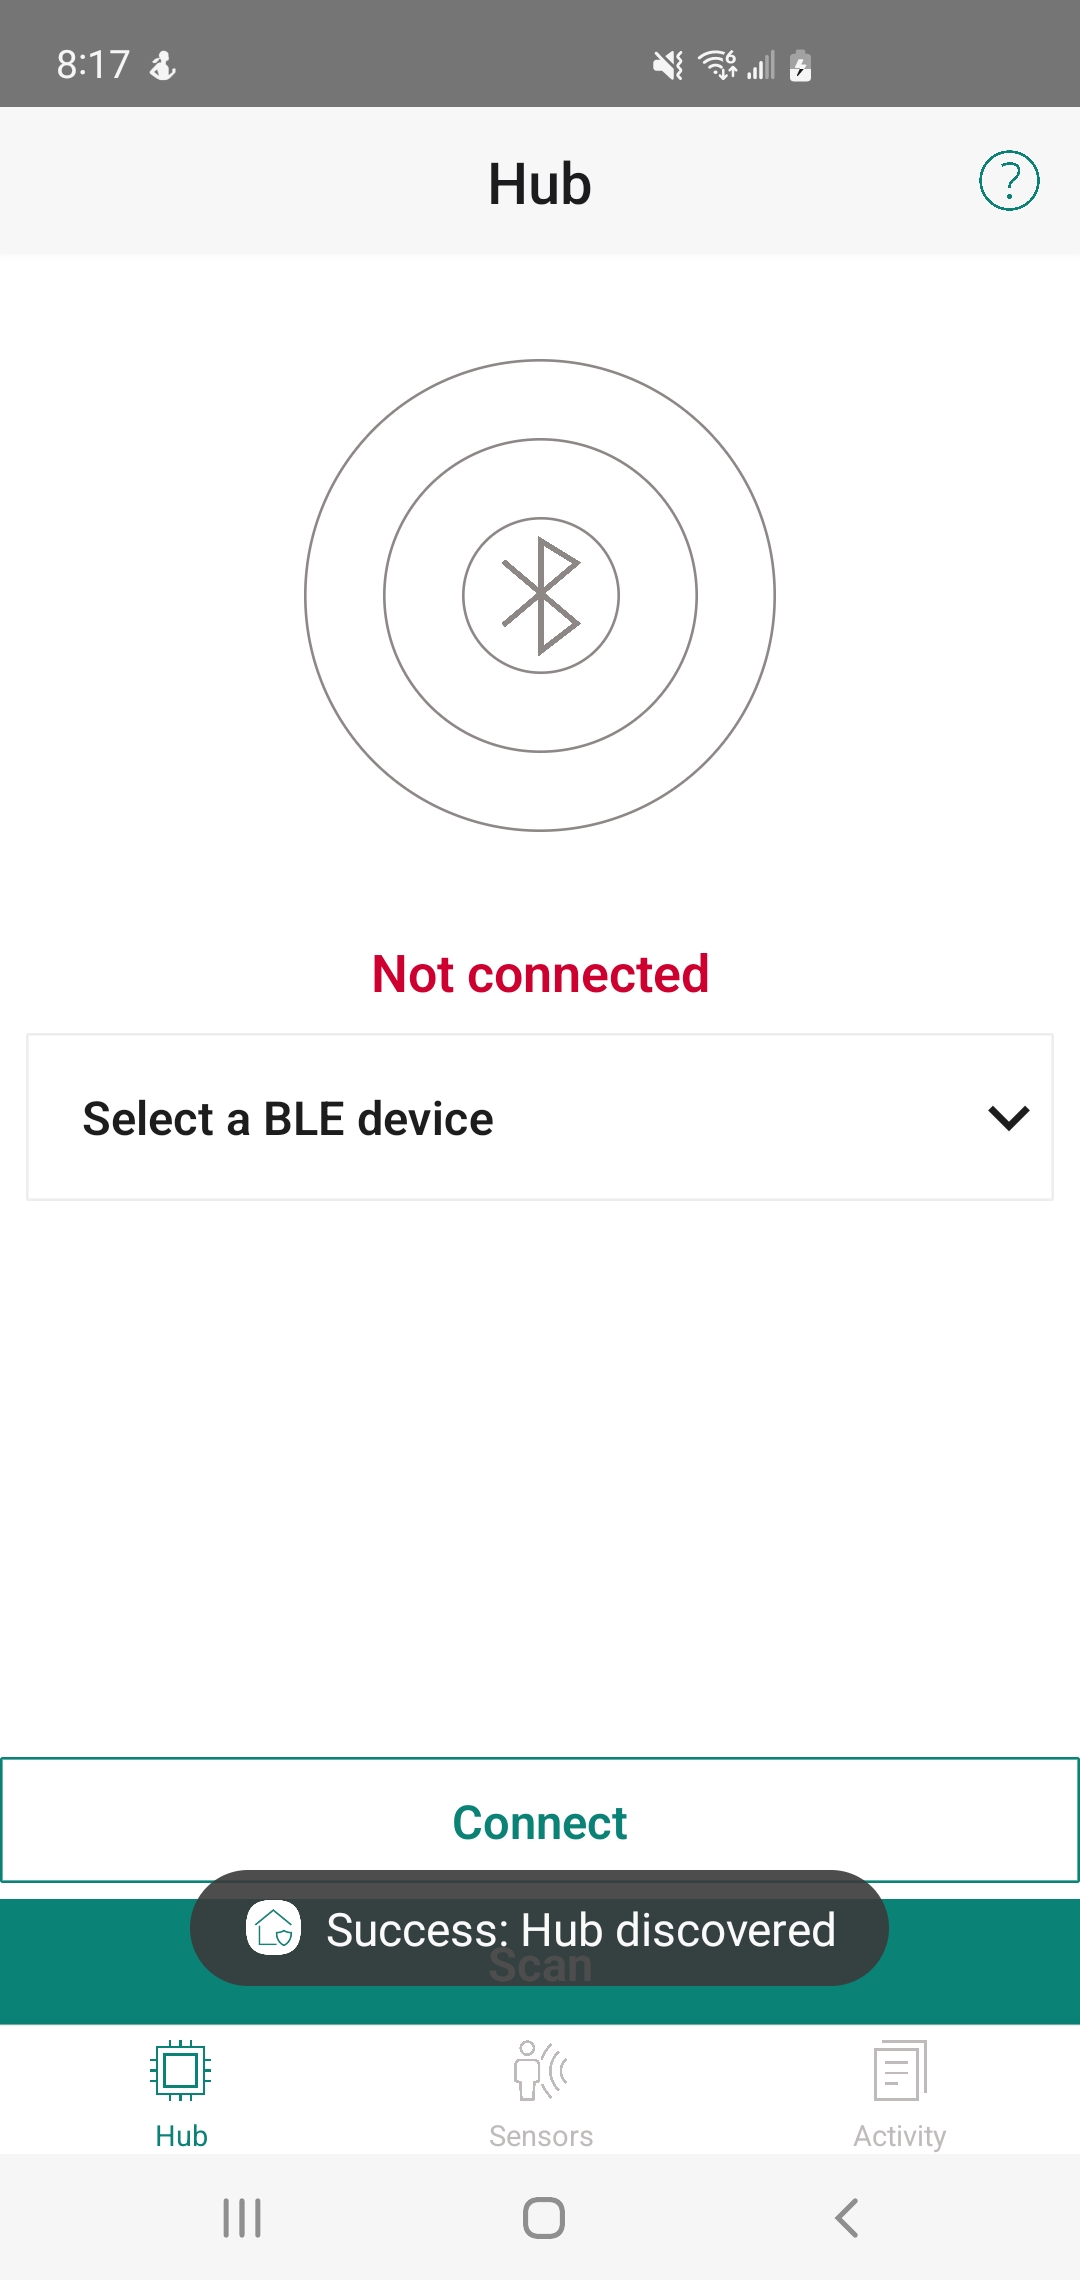 8:17
Hub
?
Not connected
Select a BLE device
Connect
Success: Hub discovered
Scan
Hub
Sensors
Activity